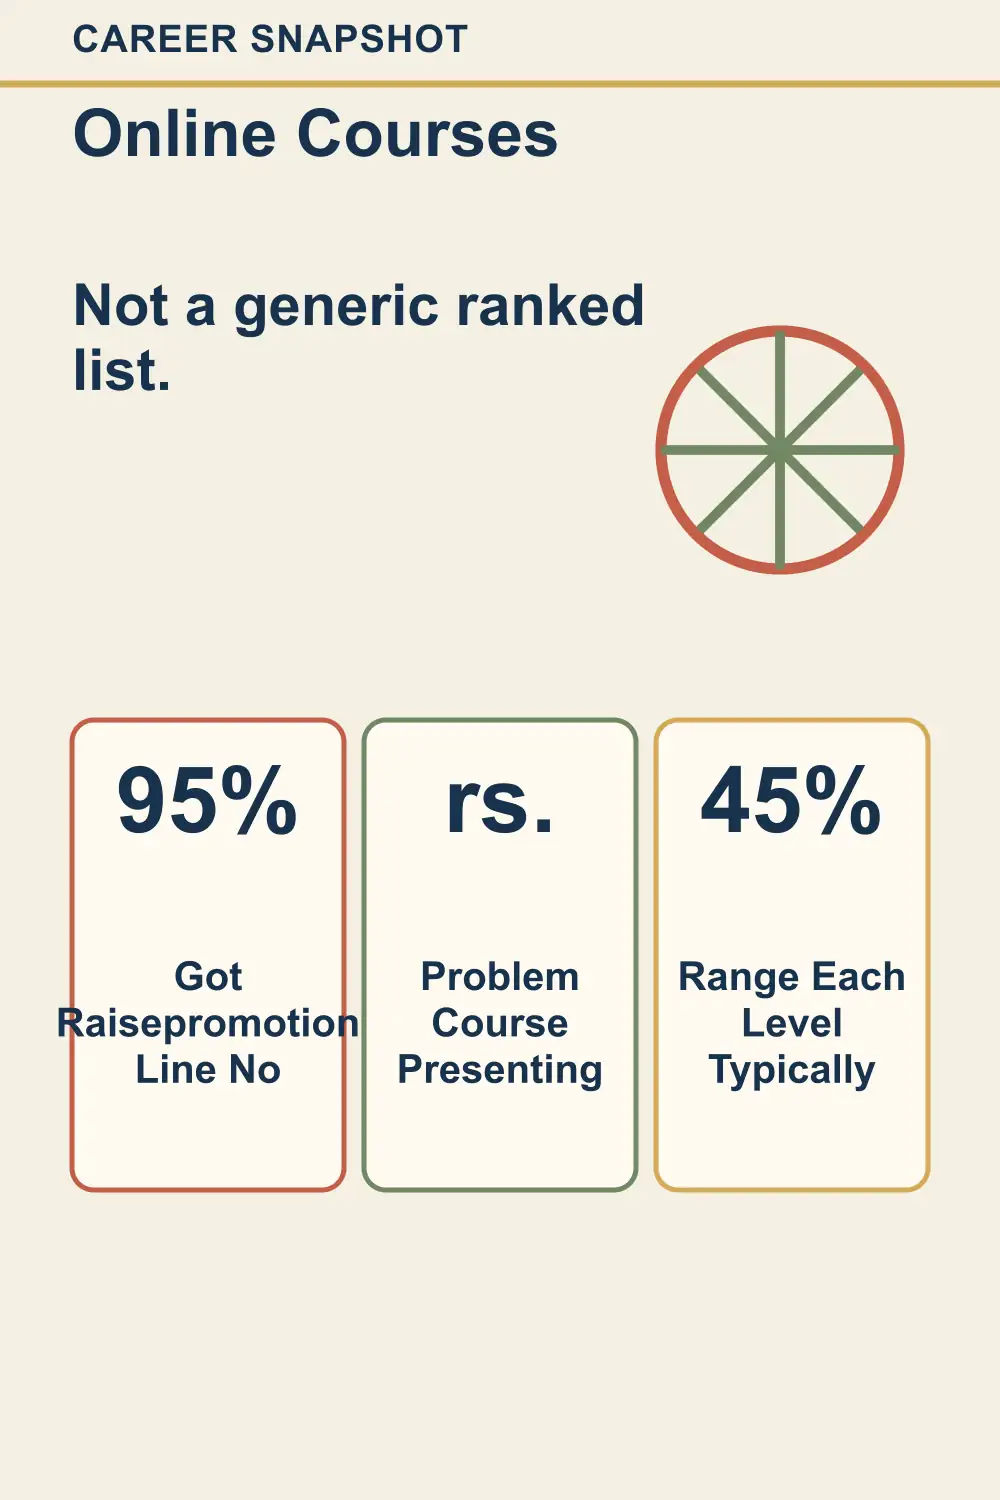 CAREER SNAPSHOT
Online Courses
Not a generic ranked
list.
95%
Got
Raisepromotion
Line No
rs.
Problem
Course
Presenting
45%
Range Each
Level
Typically